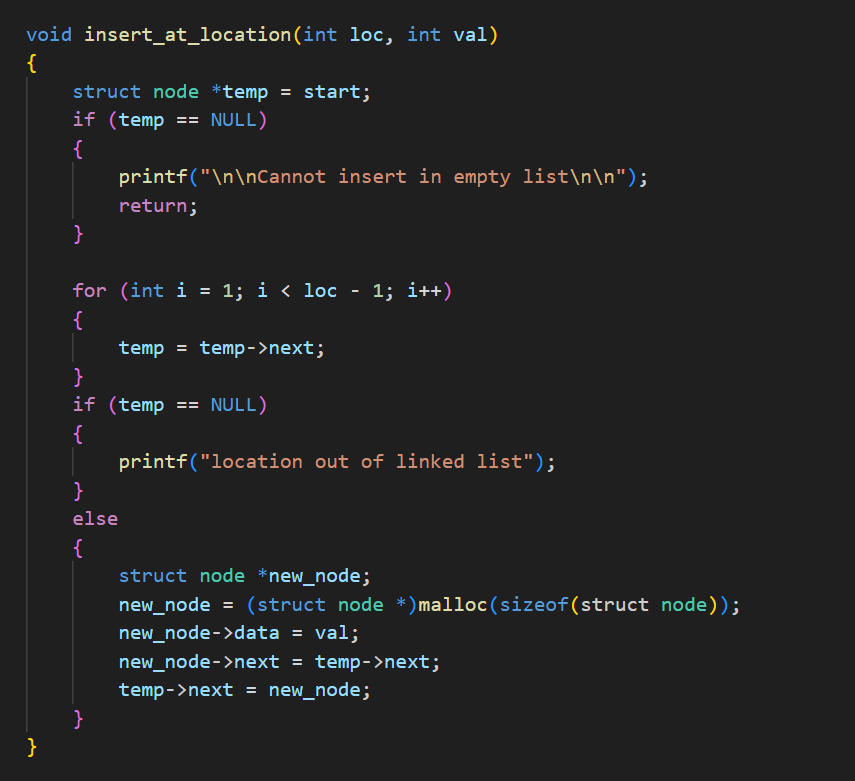 void insert_at_location(int loc, int val)
{
    struct node *temp = start;
    if (temp == NULL)
    {
        printf("\n\nCannot insert in empty list\n\n");
        return;
    }

    for (int i = 1; i < loc - 1; i++)
    {
        temp = temp->next;
    }
    if (temp == NULL)
    {
        printf("location out of linked list");
    }
    else
    {
        struct node *new_node;
        new_node = (struct node *)malloc(sizeof(struct node));
        new_node->data = val;
        new_node->next = temp->next;
        temp->next = new_node;
    }
}